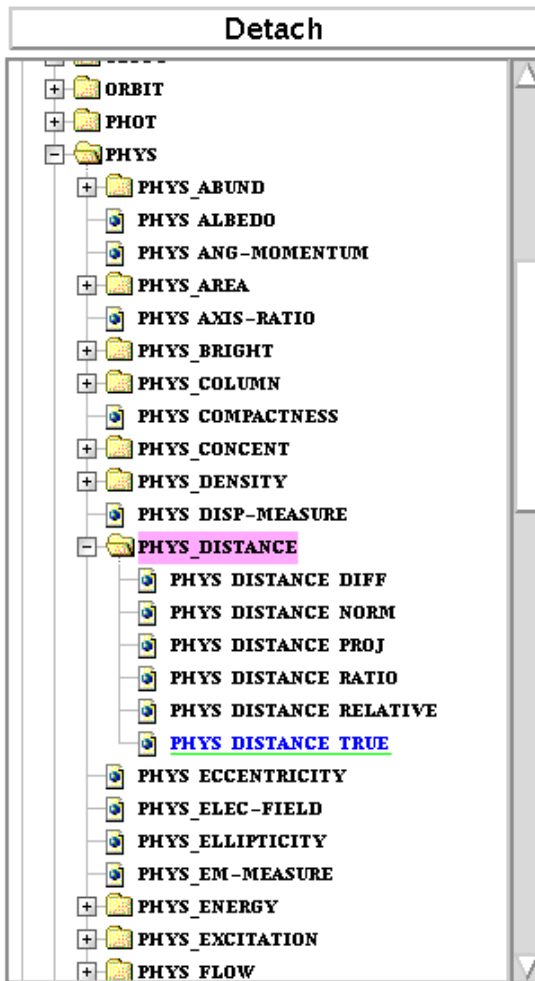 Detach
ORBIT
PHOT
PHYS
PHYS_ABUND
PHYS ALBEDO
PHYS ANG-MOMENTUM
PHYS_AREA
PHYS AXIS-RATIO
PHYS_BRIGHT
PHYS_COLUMN
PHYS COMPACTNESS
PHYS_CONCENT
PHYS_DENSITY
PHYS DISP-MEASURE
PHYS_DISTANCE
PHYS DISTANCE DIFF
PHYS DISTANCE NORM
PHYS DISTANCE PROJ
PHYS DISTANCE RATIO
PHYS DISTANCE RELATIVE
PHYS DISTANCE TRUE
PHYS ECCENTRICITY
PHYS_ELEC-FIELD
PHYS_ELLIPTICITY
PHYS_EM-MEASURE
PHYS_ENERGY
PHYS_EXCITATION
PHYS FLOW